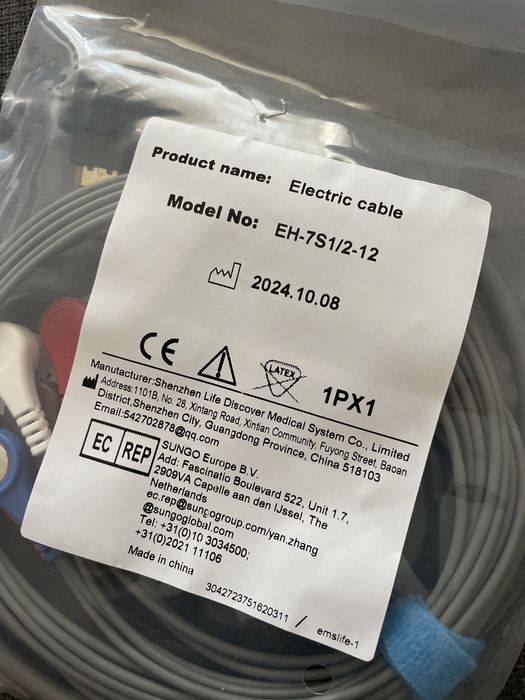 Product name: Electric cable
Model No: EH-7S1/2-12
2024.10.08
CE LATEX 1PX1
Manufacturer:Shenzhen Life Discover Medical System Co., Limited
Address:1101B, No. 28, Xintang Road, Xintian Community, Fuyong Street, Baoan
District,Shenzhen City, Guangdong Province, China 518103
Email:542702878@qq.com
EC REP
SUNGO Europe B.V.
Add: Fascinatio Boulevard 522, Unit 1.7,
2909VA Capelle aan den IJssel, The
Netherlands
ec.rep@sungogroup.com/yan.zhang
@sungoglobal.com
Tel: +31(0)10 3034500;
+31(0)2021 11106
Made in china
3042723751620311 / emslife-1